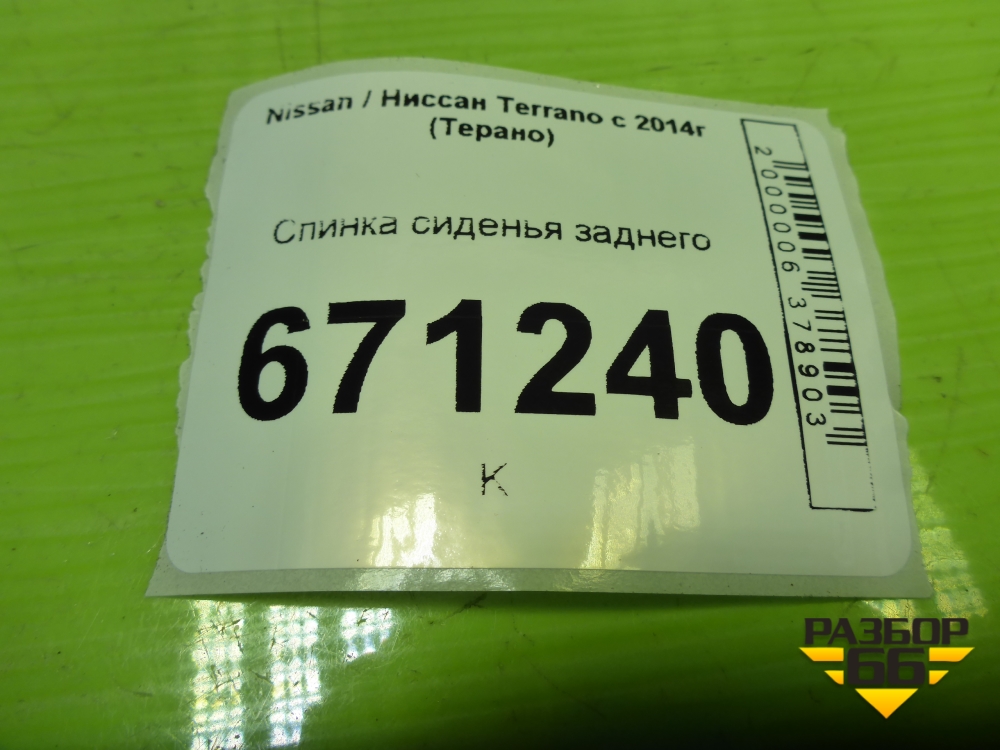 Nissan / Ниссан Terrano с 2014г
(Терано)
Спинка сиденья заднего
671240
К
2000006378903
РАЗБОР
66